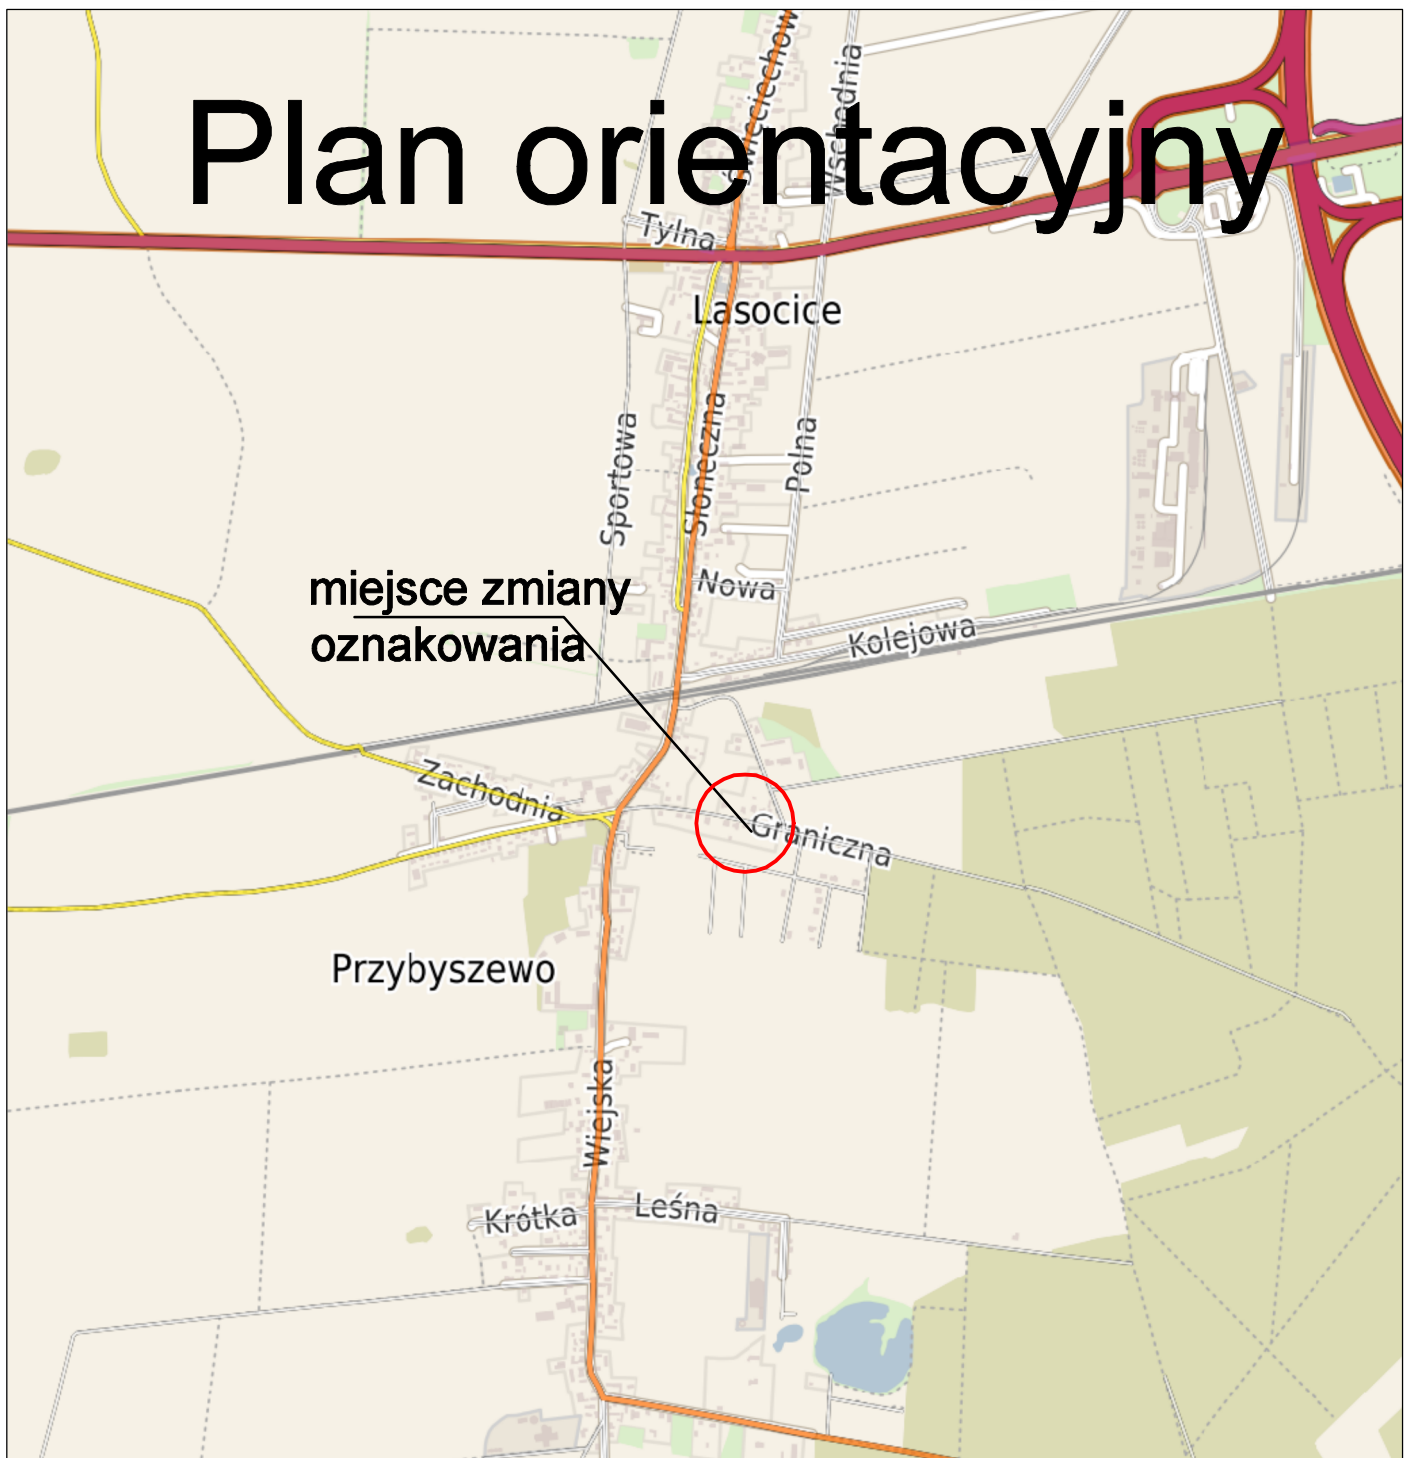 Święciechow
Wschodnia
Plan orientacyjny
Tylna
Lasocice
Sportowa
Słoneczna
Polna
miejsce zmiany
oznakowania
Nowa
Kolejowa
Zachodnia
Graniczna
Przybyszewo
Wiejska
Krótka
Leśna